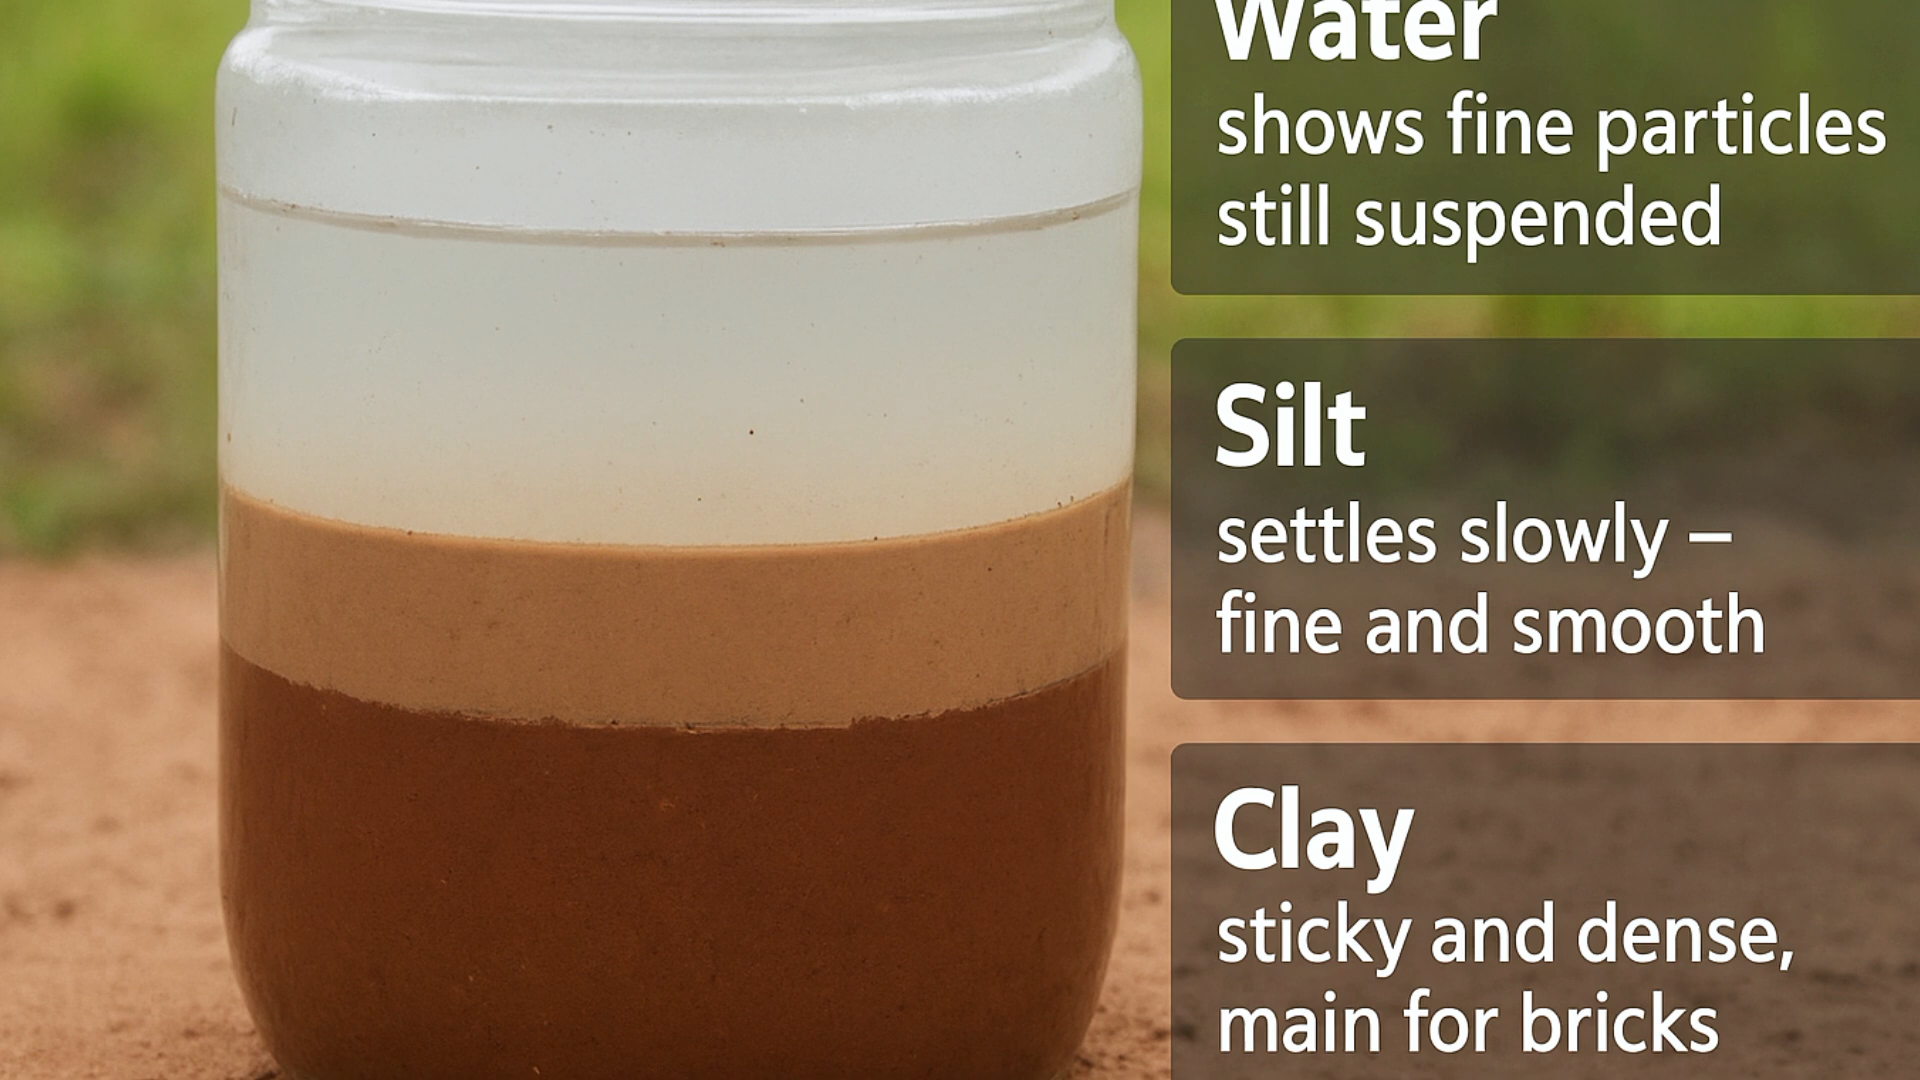 Water
shows fine particles
still suspended
Silt
settles slowly –
fine and smooth
Clay
sticky and dense,
main for bricks